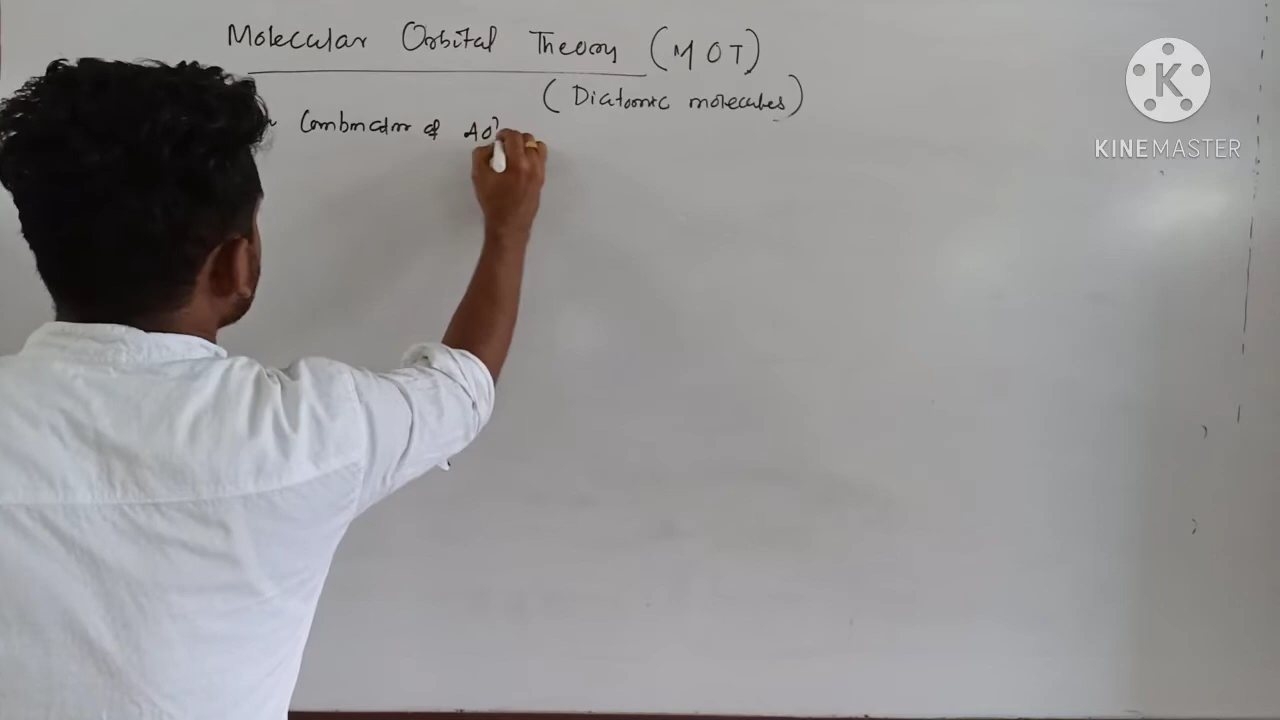 Molecular Orbital Theory (MOT)
(Diatomic molecules)
Combination of AO's
K
KINEMASTER